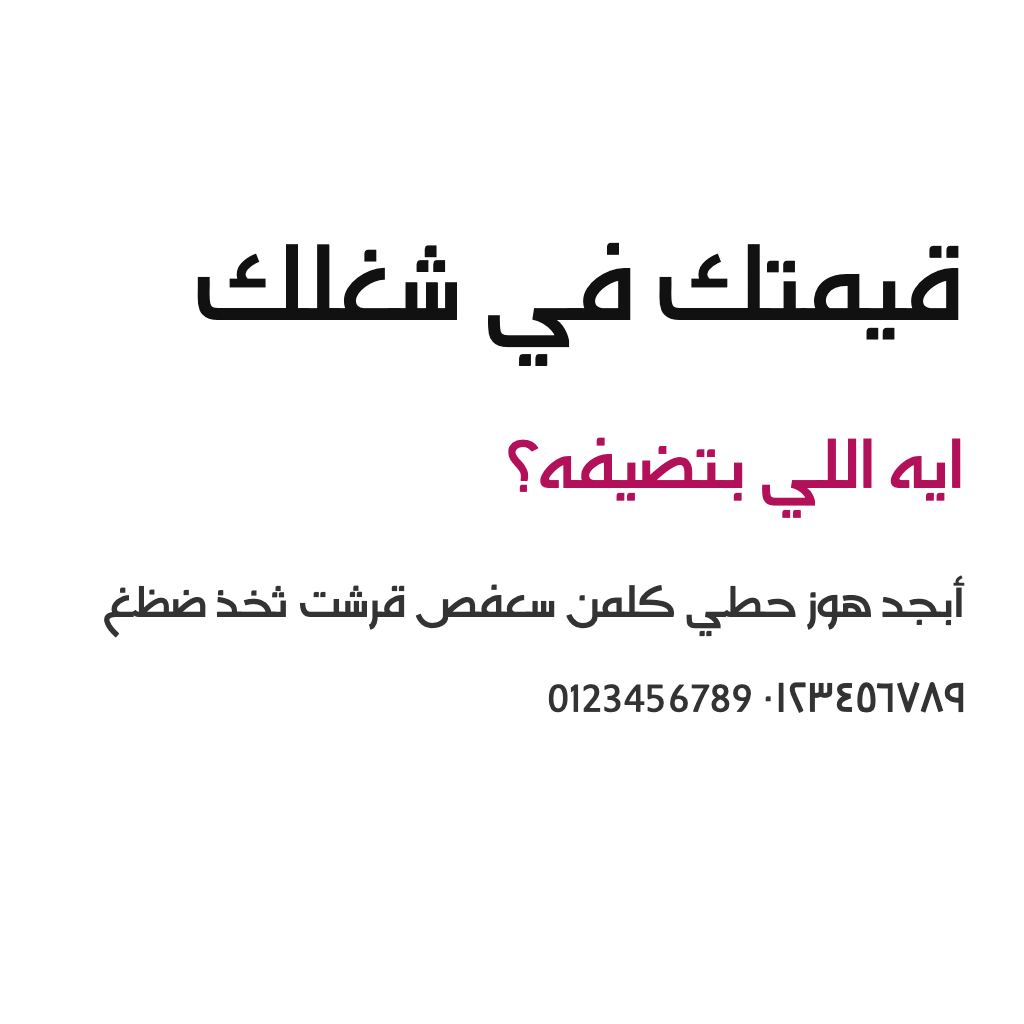 قيمتك في شغلك
ايه اللي بتضيفه؟
أبجد هوز حطي كلمن سعفص قرشت ثخذ ضظغ
٠١٢٣٤٥٦٧٨٩ 0123456789